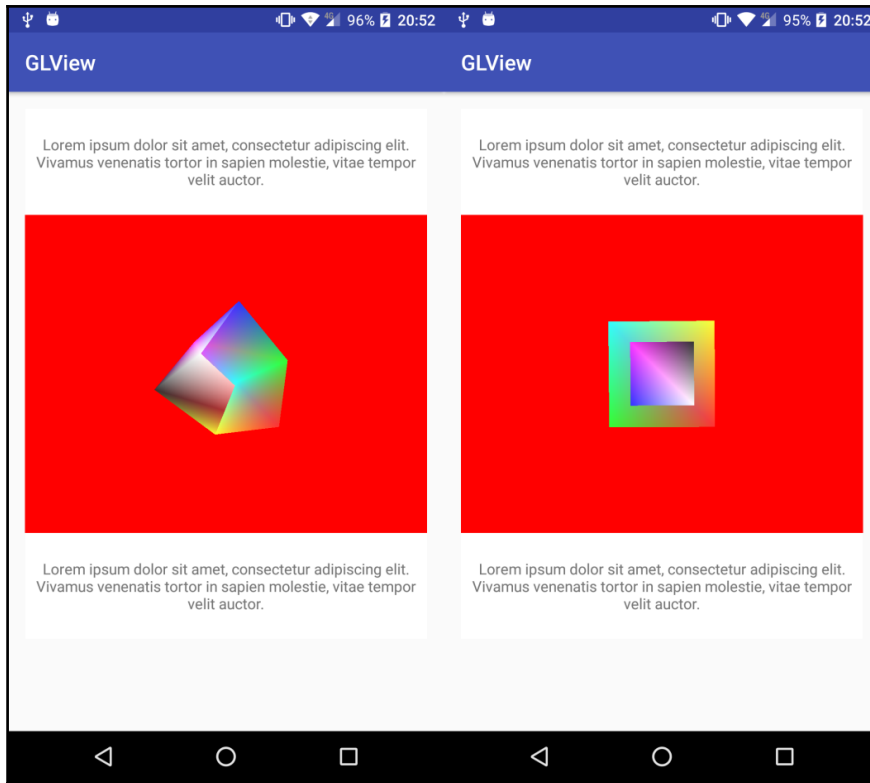 4G 96% 20:52
GLView
Lorem ipsum dolor sit amet, consectetur adipiscing elit.
Vivamus venenatis tortor in sapien molestie, vitae tempor
velit auctor.
Lorem ipsum dolor sit amet, consectetur adipiscing elit.
Vivamus venenatis tortor in sapien molestie, vitae tempor
velit auctor.
4G 95% 20:52
GLView
Lorem ipsum dolor sit amet, consectetur adipiscing elit.
Vivamus venenatis tortor in sapien molestie, vitae tempor
velit auctor.
Lorem ipsum dolor sit amet, consectetur adipiscing elit.
Vivamus venenatis tortor in sapien molestie, vitae tempor
velit auctor.